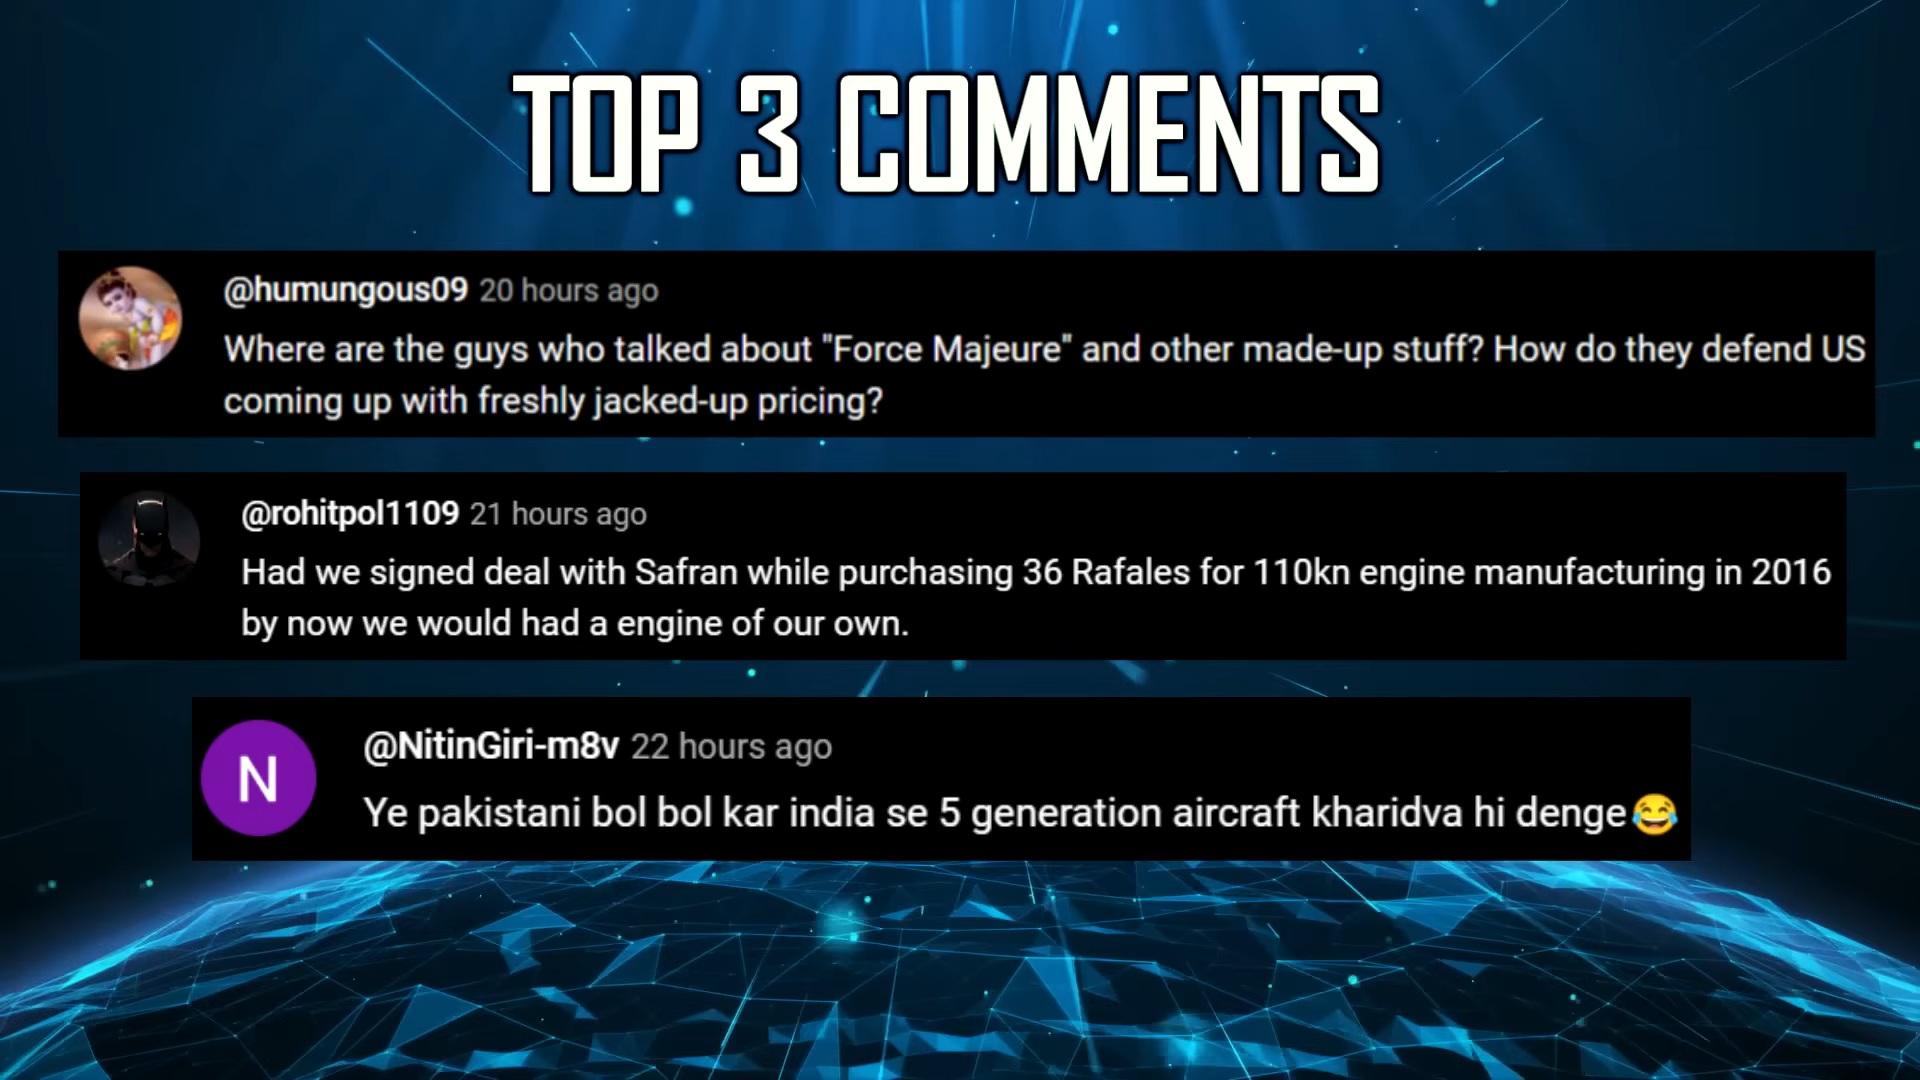 TOP 3 COMMENTS
@humungous09 20 hours ago
Where are the guys who talked about "Force Majeure" and other made-up stuff? How do they defend US
coming up with freshly jacked-up pricing?
@rohitpol1109 21 hours ago
Had we signed deal with Safran while purchasing 36 Rafales for 110kn engine manufacturing in 2016
by now we would had a engine of our own.
N
@NitinGiri-m8v 22 hours ago
Ye pakistani bol bol kar india se 5 generation aircraft kharidva hi denge😂